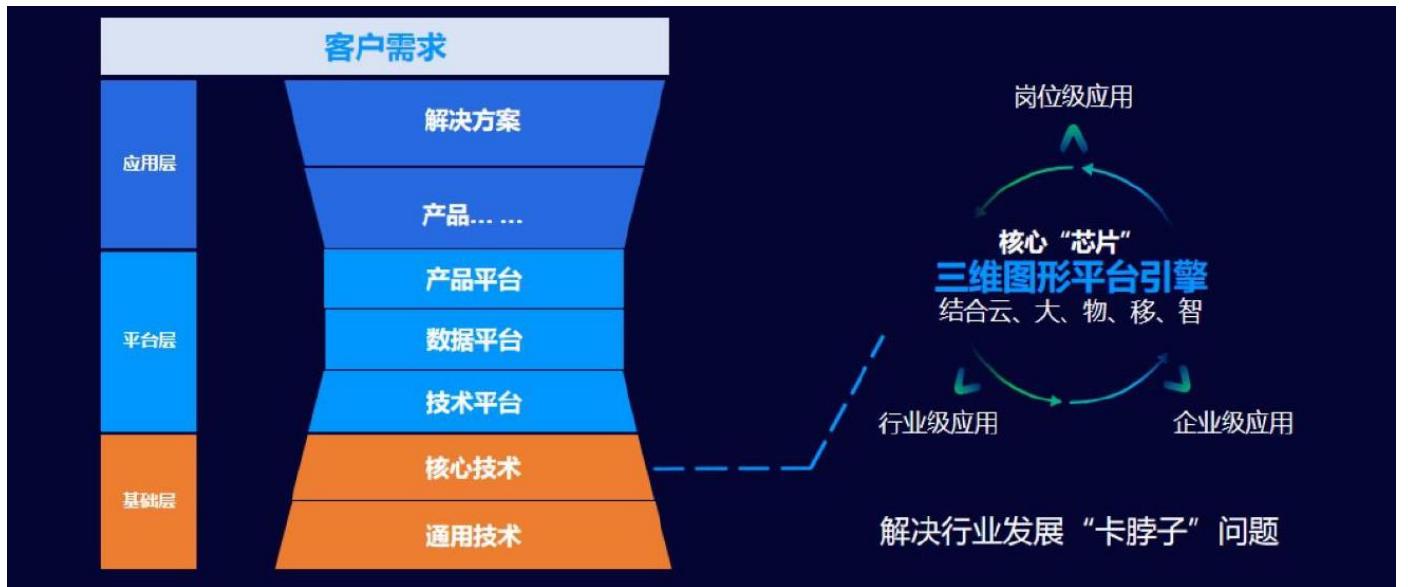 客户需求
应用层
解决方案
产品... ...
平台层
产品平台
数据平台
技术平台
基础层
核心技术
通用技术
岗位级应用
核心“芯片”
三维图形平台引擎
结合云、大、物、移、智
行业级应用
企业级应用
解决行业发展“卡脖子”问题